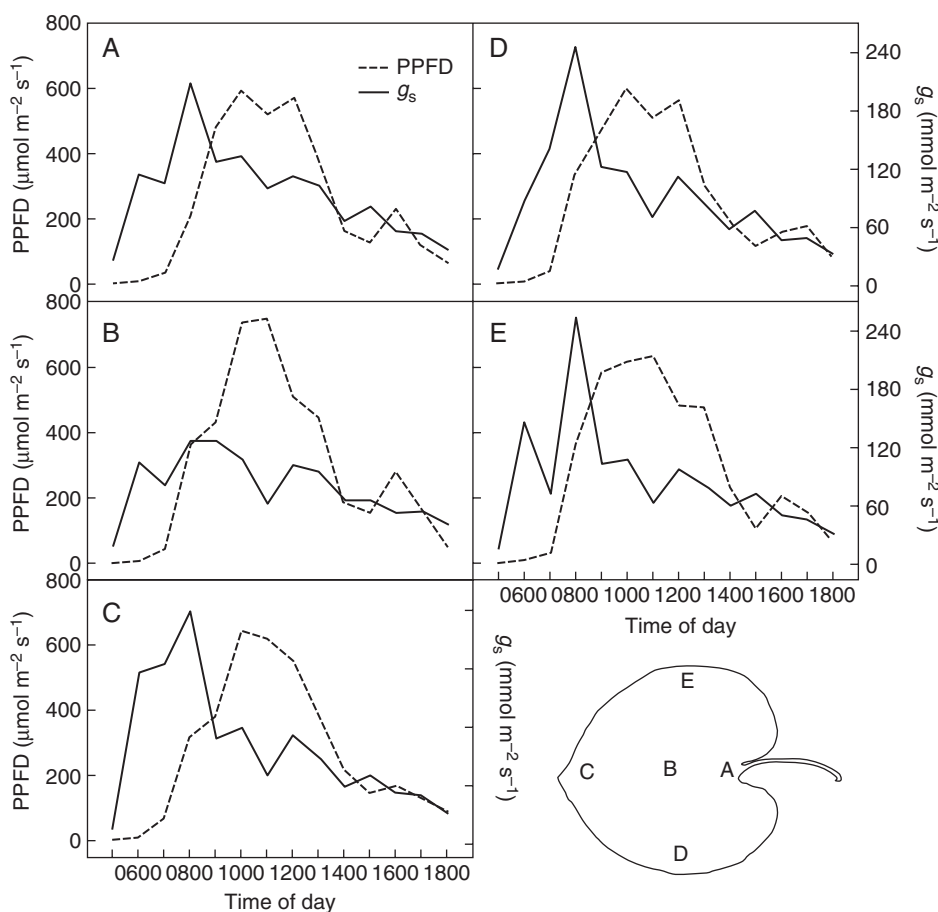 A
PPFD
gs
PPFD (μmol m−2 s−1)
800
600
400
200
0
D
gs (mmol m−2 s−1)
240
180
120
60
0
B
PPFD (μmol m−2 s−1)
800
600
400
200
0
E
gs (mmol m−2 s−1)
240
180
120
60
0
0600 0800 1000 1200 1400 1600 1800
Time of day
C
PPFD (μmol m−2 s−1)
800
600
400
200
0
gs (mmol m−2 s−1)
0600 0800 1000 1200 1400 1600 1800
Time of day
E
C B A
D